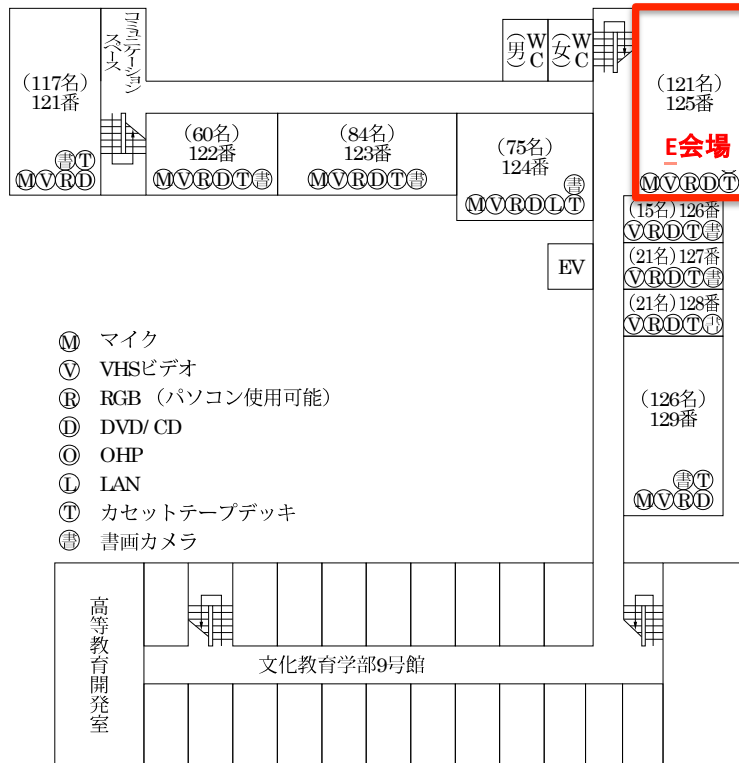 コミュニケーション
スペース
WC
(男)
WC
(女)
(117名)
121番
書T
MVRD
(60名)
122番
MVRDT書
(84名)
123番
MVRDT書
(75名)
124番
書
MVRDLT
(121名)
125番
E会場
MVRDT
(15名)126番
VRDT書
(21名)127番
VRDT書
(21名)128番
VRDT書
EV
(126名)
129番
書T
MVRD
Ⓜ マイク
Ⓥ VHSビデオ
Ⓡ RGB (パソコン使用可能)
Ⓓ DVD/CD
Ⓞ OHP
Ⓛ LAN
Ⓣ カセットテープデッキ
書 書画カメラ
高等教育開発室
文化教育学部9号館